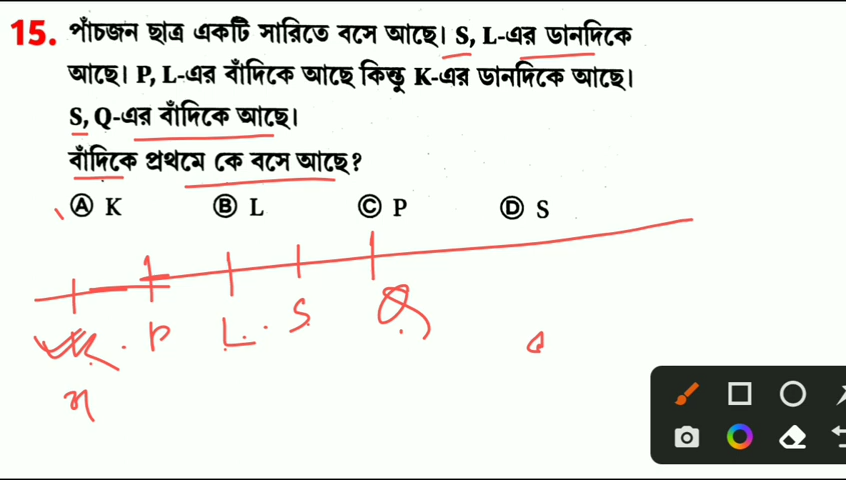 15. পাঁচজন ছাত্র একটি সারিতে বসে আছে। S, L-এর ডানদিকে
আছে। P, L-এর বাঁদিকে আছে কিন্তু K-এর ডানদিকে আছে।
S, Q-এর বাঁদিকে আছে।
বাঁদিকে প্রথমে কে বসে আছে?
Ⓐ K Ⓑ L Ⓒ P Ⓓ S
P L S Q